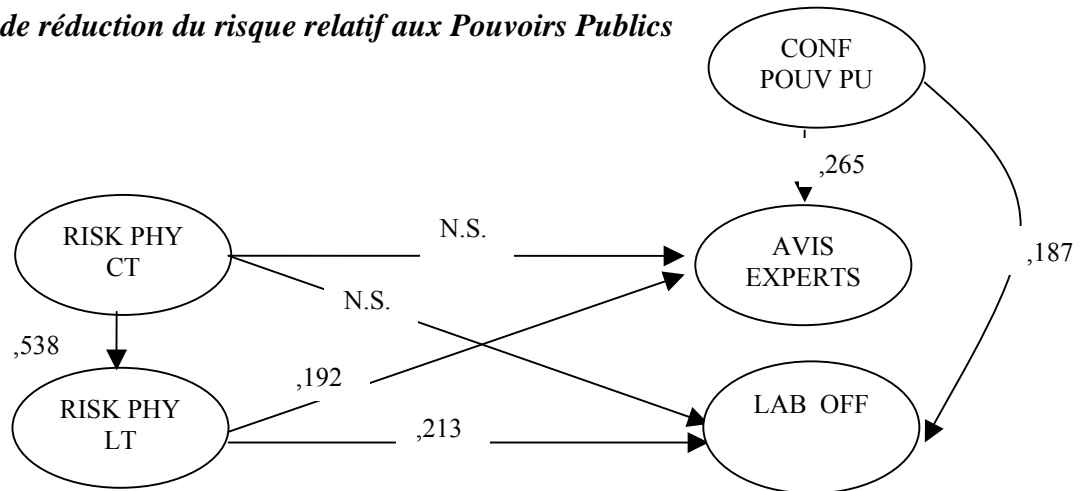 de réduction du risque relatif aux Pouvoirs Publics
CONF
POUV PU
,265
RISK PHY
CT
N.S.
AVIS
EXPERTS
,187
N.S.
,538
,192
RISK PHY
LT
,213
LAB OFF